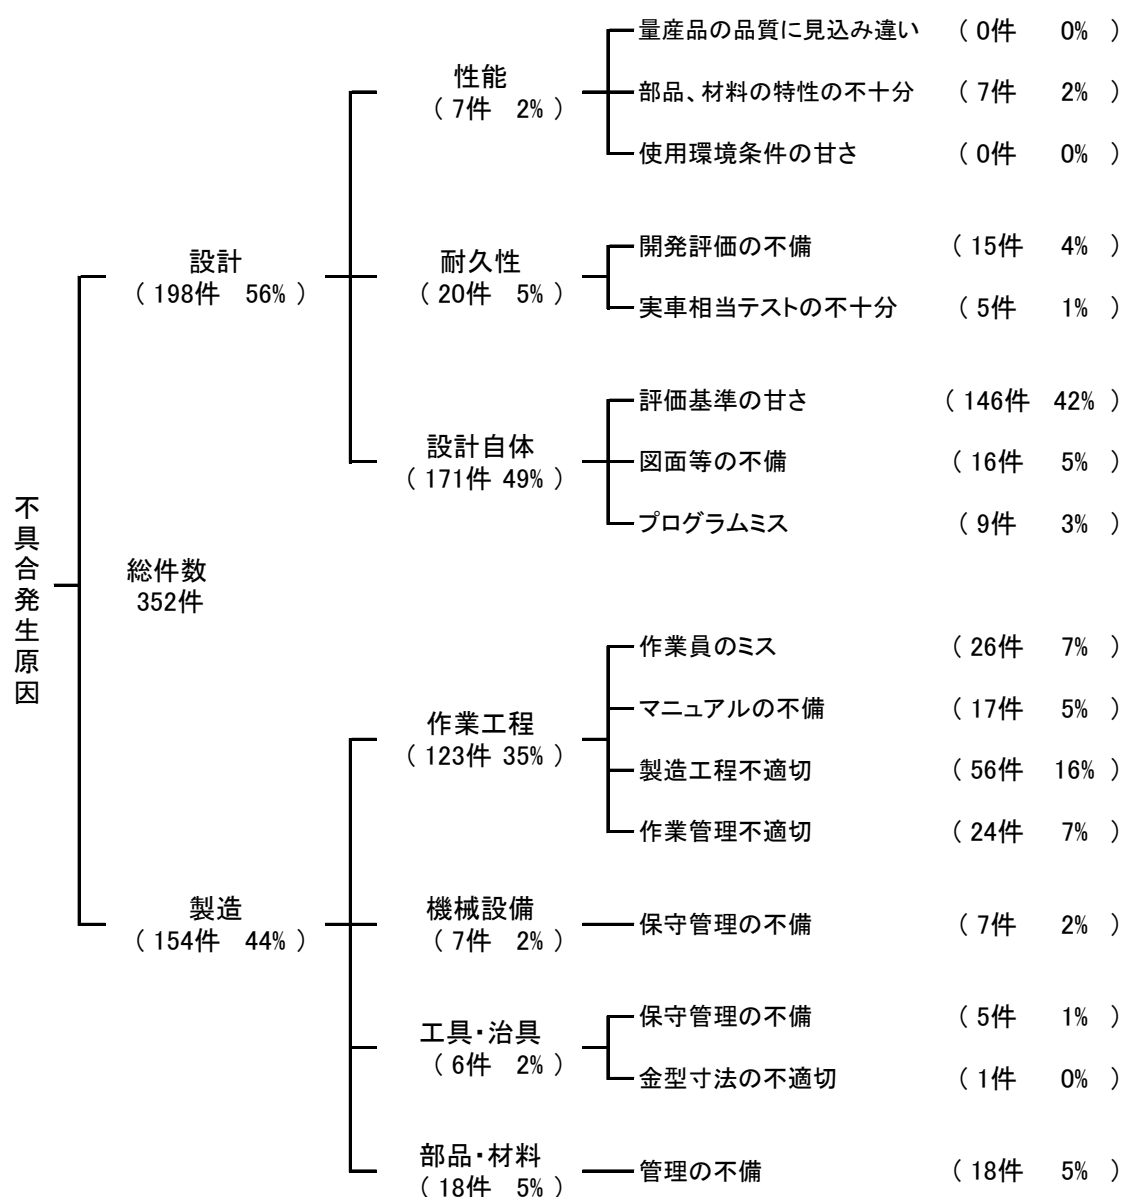 不具合発生原因
総件数
352件
設計
( 198件 56% )
性能
( 7件 2% )
量産品の品質に見込み違い ( 0件 0% )
部品、材料の特性の不十分 ( 7件 2% )
使用環境条件の甘さ ( 0件 0% )
耐久性
( 20件 5% )
開発評価の不備 ( 15件 4% )
実車相当テストの不十分 ( 5件 1% )
設計自体
( 171件 49% )
評価基準の甘さ ( 146件 42% )
図面等の不備 ( 16件 5% )
プログラムミス ( 9件 3% )
製造
( 154件 44% )
作業工程
( 123件 35% )
作業員のミス ( 26件 7% )
マニュアルの不備 ( 17件 5% )
製造工程不適切 ( 56件 16% )
作業管理不適切 ( 24件 7% )
機械設備
( 7件 2% )
保守管理の不備 ( 7件 2% )
工具・治具
( 6件 2% )
保守管理の不備 ( 5件 1% )
金型寸法の不適切 ( 1件 0% )
部品・材料
( 18件 5% )
管理の不備 ( 18件 5% )